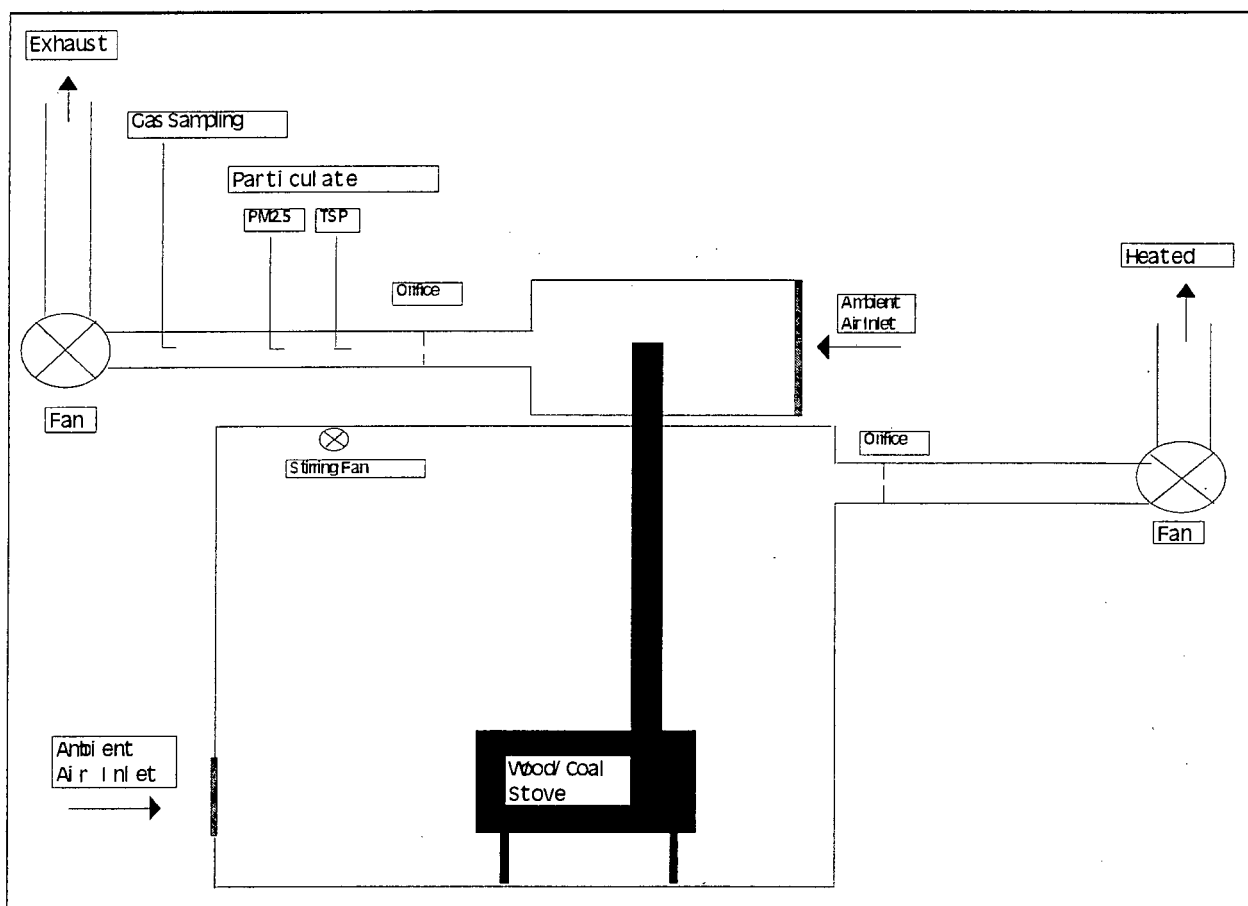 Exhaust
Gas Sampling
Particulate
PM2.5
TSP
Orifice
Ambient
Air Inlet
Heated
Fan
Stirring Fan
Orifice
Fan
Ambient
Air Inlet
Wood/Coal
Stove